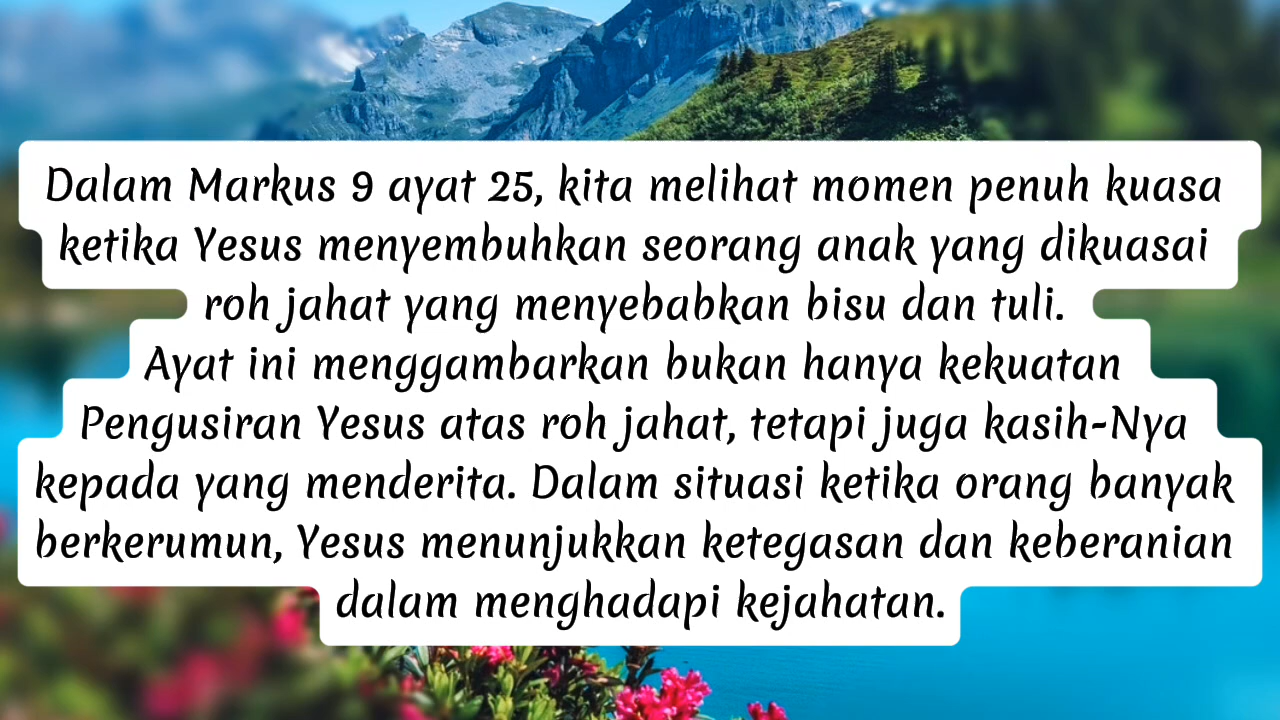 Dalam Markus 9 ayat 25, kita melihat momen penuh kuasa
ketika Yesus menyembuhkan seorang anak yang dikuasai
roh jahat yang menyebabkan bisu dan tuli.
Ayat ini menggambarkan bukan hanya kekuatan
Pengusiran Yesus atas roh jahat, tetapi juga kasih-Nya
kepada yang menderita. Dalam situasi ketika orang banyak
berkerumun, Yesus menunjukkan ketegasan dan keberanian
dalam menghadapi kejahatan.